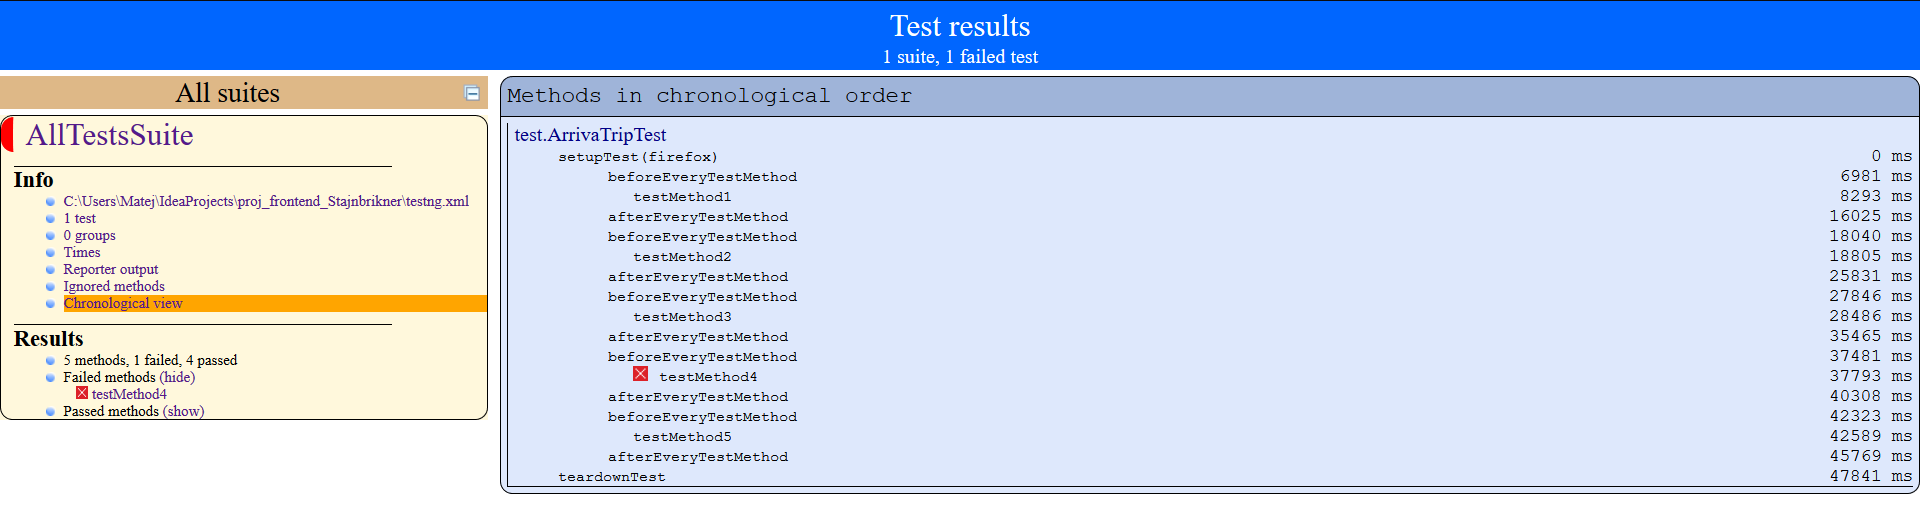 Test results
1 suite, 1 failed test
All suites
AllTestsSuite
Info
C:\Users\Matej\IdeaProjects\proj_frontend_Stajnbrikner\testng.xml
1 test
0 groups
Times
Reporter output
Ignored methods
Chronological view
Results
5 methods, 1 failed, 4 passed
Failed methods (hide)
testMethod4
Passed methods (show)
Methods in chronological order
test.ArrivaTripTest
setupTest(firefox) 0 ms
beforeEveryTestMethod 6981 ms
testMethod1 8293 ms
afterEveryTestMethod 16025 ms
beforeEveryTestMethod 18040 ms
testMethod2 18805 ms
afterEveryTestMethod 25831 ms
beforeEveryTestMethod 27846 ms
testMethod3 28486 ms
afterEveryTestMethod 35465 ms
beforeEveryTestMethod 37481 ms
testMethod4 37793 ms
afterEveryTestMethod 40308 ms
beforeEveryTestMethod 42323 ms
testMethod5 42589 ms
afterEveryTestMethod 45769 ms
teardownTest 47841 ms